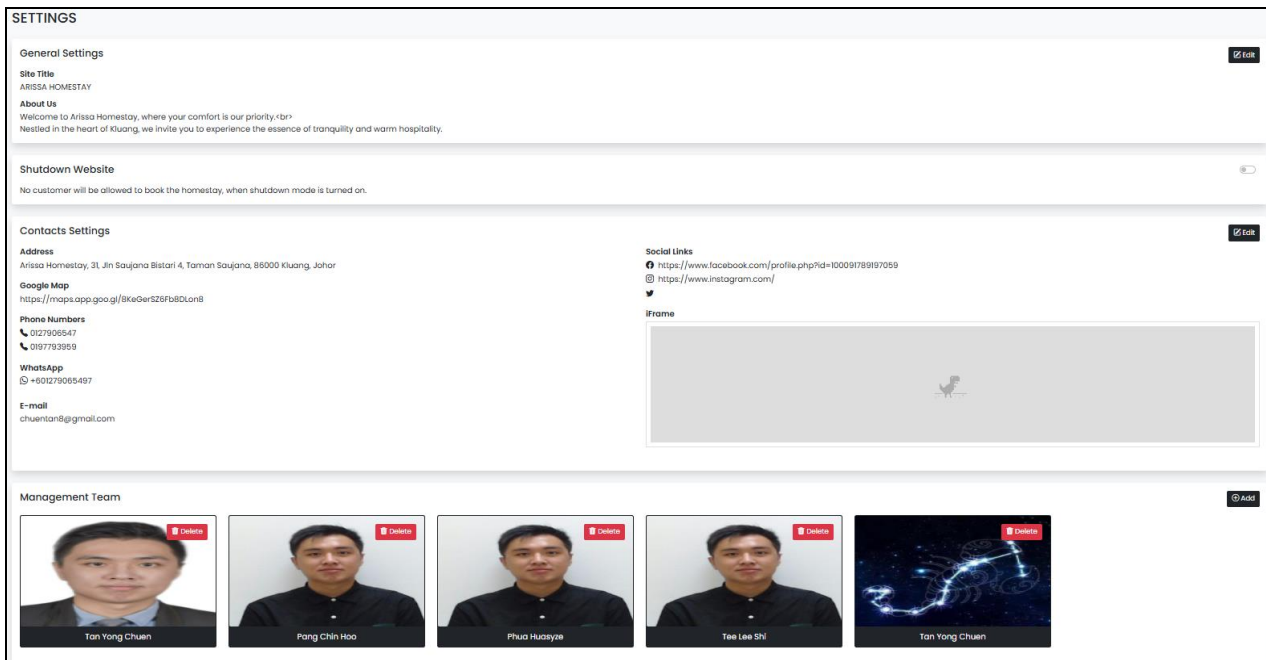 SETTINGS
General Settings
Edit
Site Title
ARISSA HOMESTAY
About Us
Welcome to Arissa Homestay, where your comfort is our priority.<br>
Nestled in the heart of Kluang, we invite you to experience the essence of tranquility and warm hospitality.
Shutdown Website
No customer will be allowed to book the homestay, when shutdown mode is turned on.
Contacts Settings
Edit
Address
Arissa Homestay, 31, Jln Saujana Bistari 4, Taman Saujana, 86000 Kluang, Johor
Google Map
https://maps.app.goo.gl/8KeGerSZ6Fb8DLon8
Phone Numbers
0127906547
0197793959
WhatsApp
+601279065497
E-mail
chuentan8@gmail.com
Social Links
https://www.facebook.com/profile.php?id=100091789197059
https://www.instagram.com/
iFrame
Management Team
Add
Delete
Delete
Delete
Delete
Delete
Tan Yong Chuen
Pang Chin Hoo
Phua Huasyze
Tee Lee Shi
Tan Yong Chuen